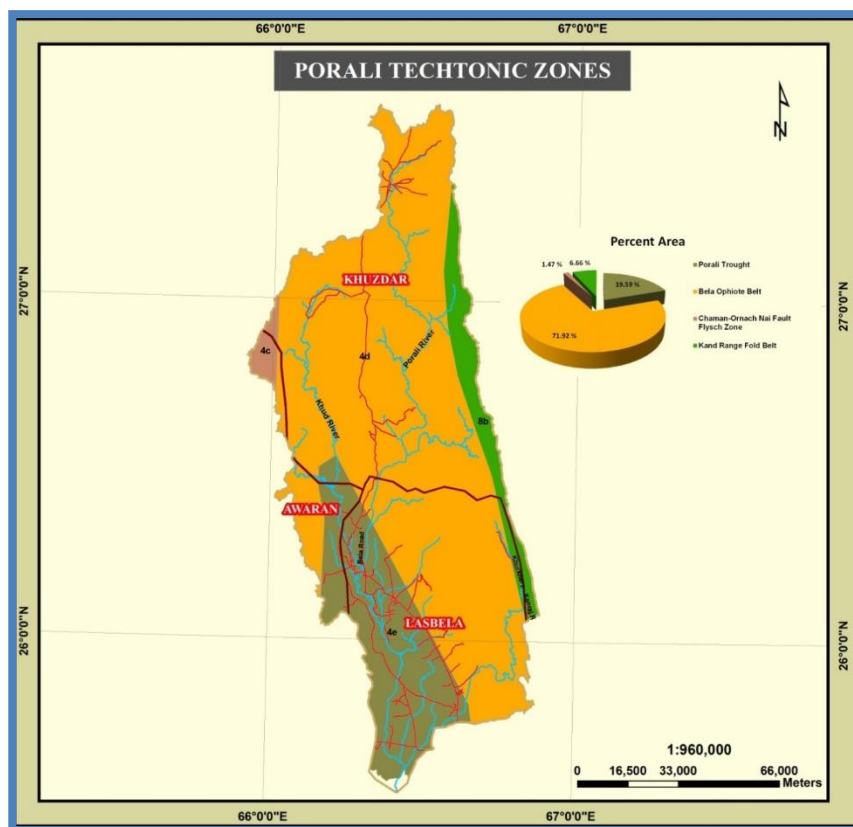 66°0'0"E
67°0'0"E
PORALI TECHTONIC ZONES
N
Percent Area
1.47 %
6.66 %
19.59 %
71.92 %
Porali Trought
Bela Ophiote Belt
Chaman-Ornach Nai Fault
Flysch Zone
Kand Range Fold Belt
27°0'0"N
27°0'0"N
KHUZDAR
4c
4d
Porali River
Khud River
8b
AWARAN
Bela Road
LASBELA
4e
26°0'0"N
26°0'0"N
1:960,000
0 16,500 33,000 66,000
Meters
66°0'0"E
67°0'0"E